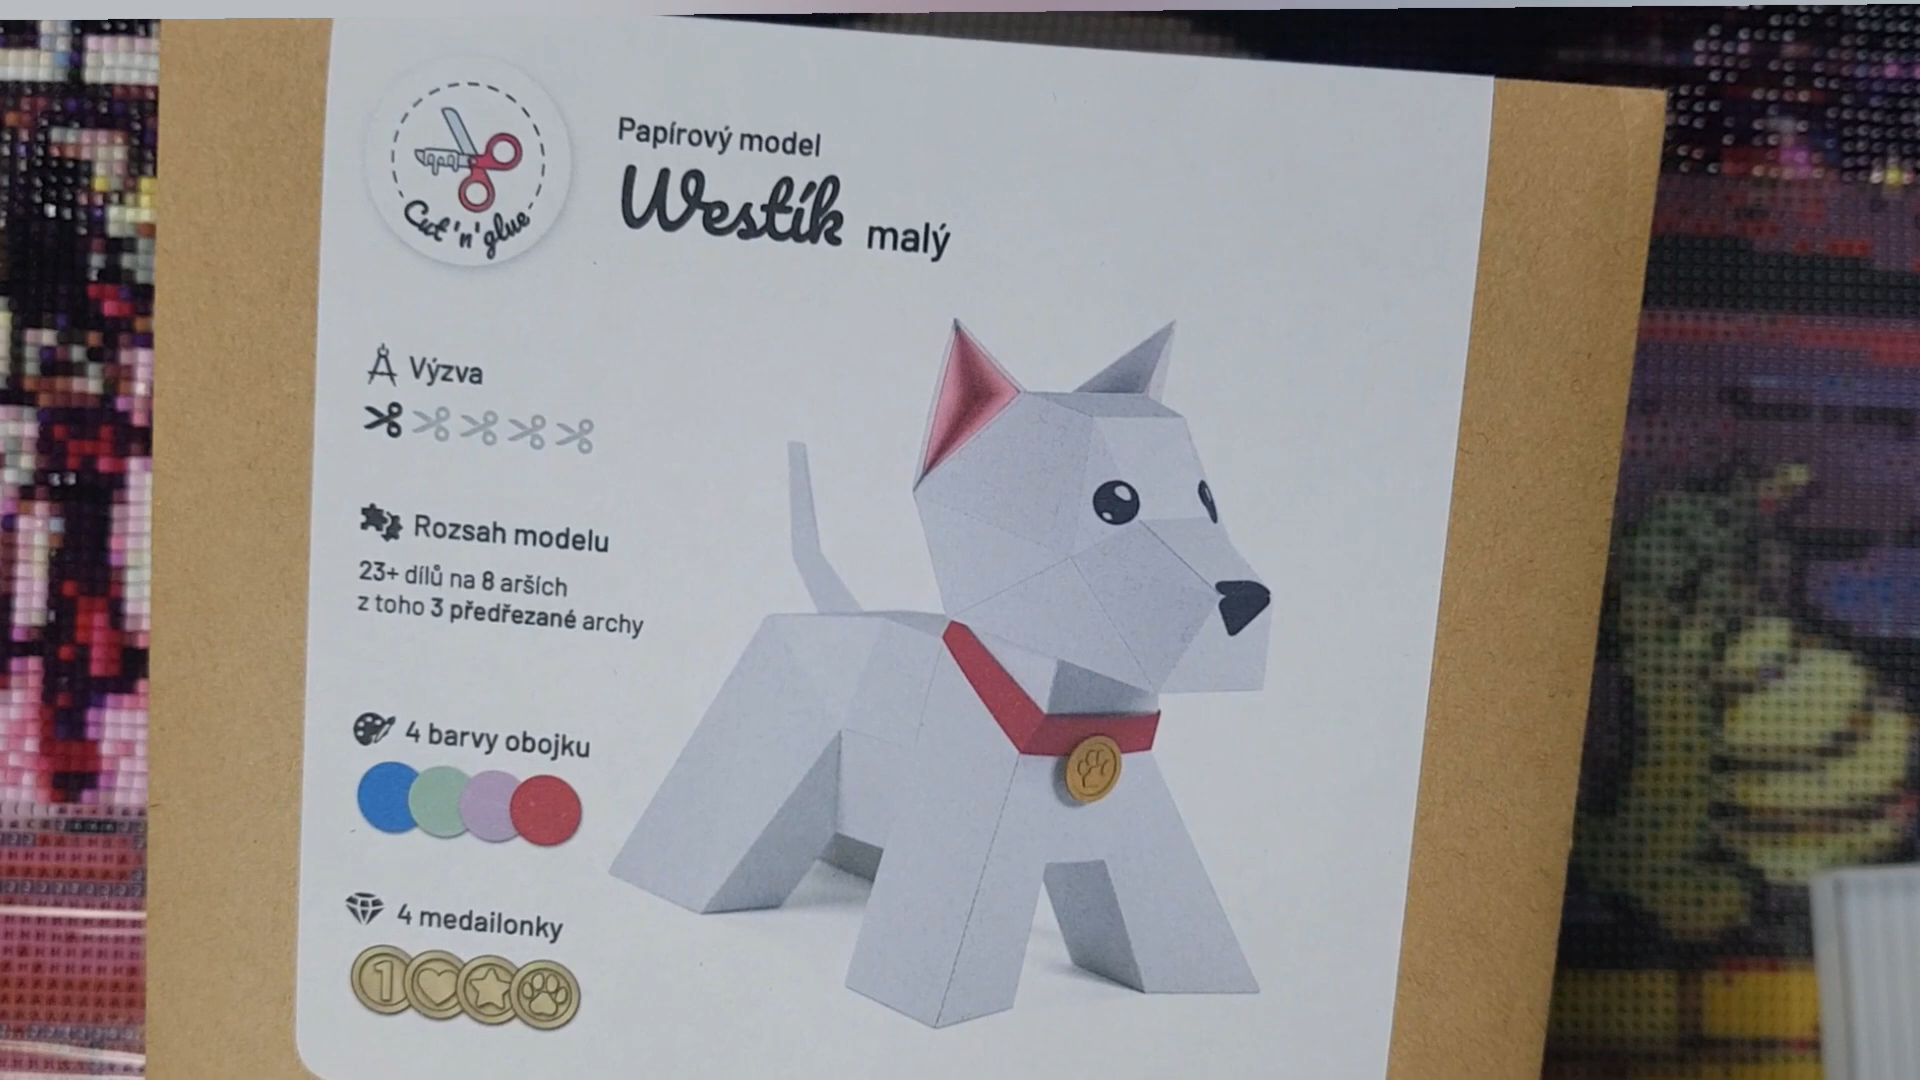 Cut'n'glue
Papírový model
Westík malý
Výzva
Rozsah modelu
23+ dílů na 8 arších
z toho 3 předřezané archy
4 barvy obojku
4 medailonky
1